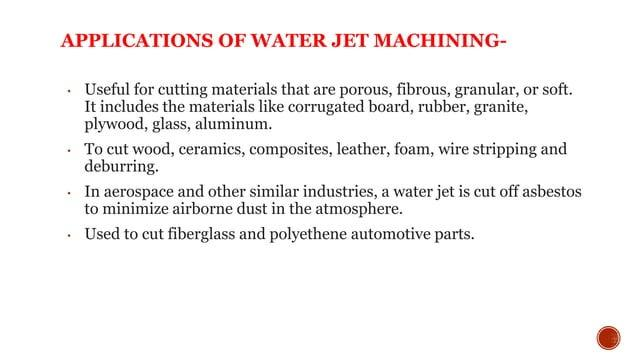 APPLICATIONS OF WATER JET MACHINING-
• Useful for cutting materials that are porous, fibrous, granular, or soft.
It includes the materials like corrugated board, rubber, granite,
plywood, glass, aluminum.
• To cut wood, ceramics, composites, leather, foam, wire stripping and
deburring.
• In aerospace and other similar industries, a water jet is cut off asbestos
to minimize airborne dust in the atmosphere.
• Used to cut fiberglass and polyethene automotive parts.